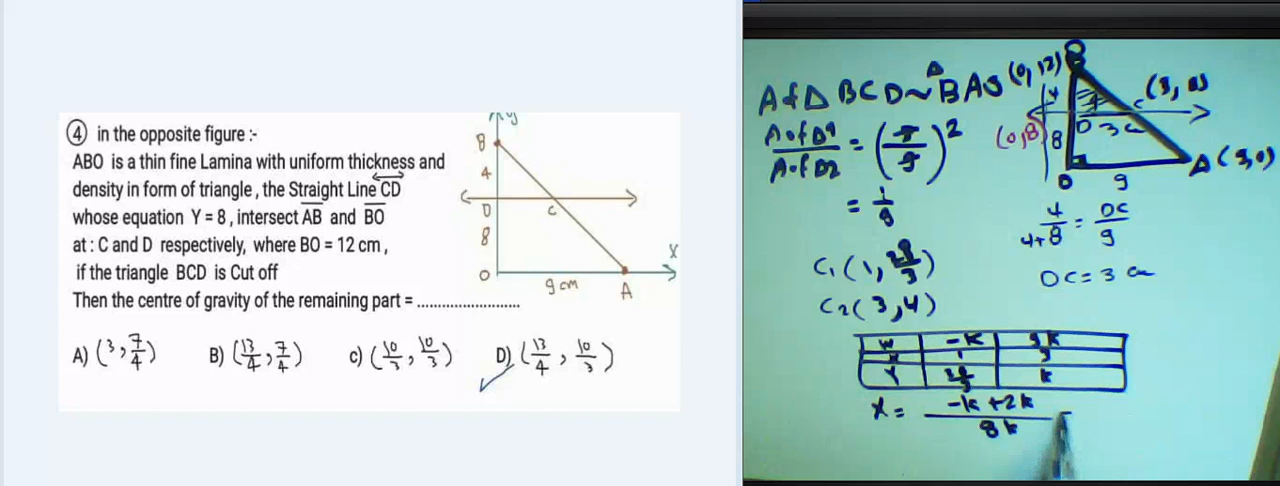 ④ in the opposite figure :-
ABO is a thin fine Lamina with uniform thickness and
density in form of triangle , the Straight Line CD
whose equation Y = 8 , intersect AB and BO
at : C and D respectively, where BO = 12 cm ,
if the triangle BCD is Cut off
Then the centre of gravity of the remaining part = ........................
A) (3, 7/4) B) (13/4, 7/4) c) (10/3, 10/3) D) (13/4, 10/3)
y
B
4
D
C
8
X
O
9 cm
A
A of Δ BCD ~ Δ BAO
(0, 12)
B
4
C
D
3
(0, 8)
8
O
9
A
A of Δ1 / A of Δ2 = ( )²
= 1/9
4 / 4+8 = DC / 9
DC = 3 cm
C₁ (1, 28/3)
C₂ (3, 4)
W -K 9K
X 1 3
Y 28/3
X = -k + 27k / 8k